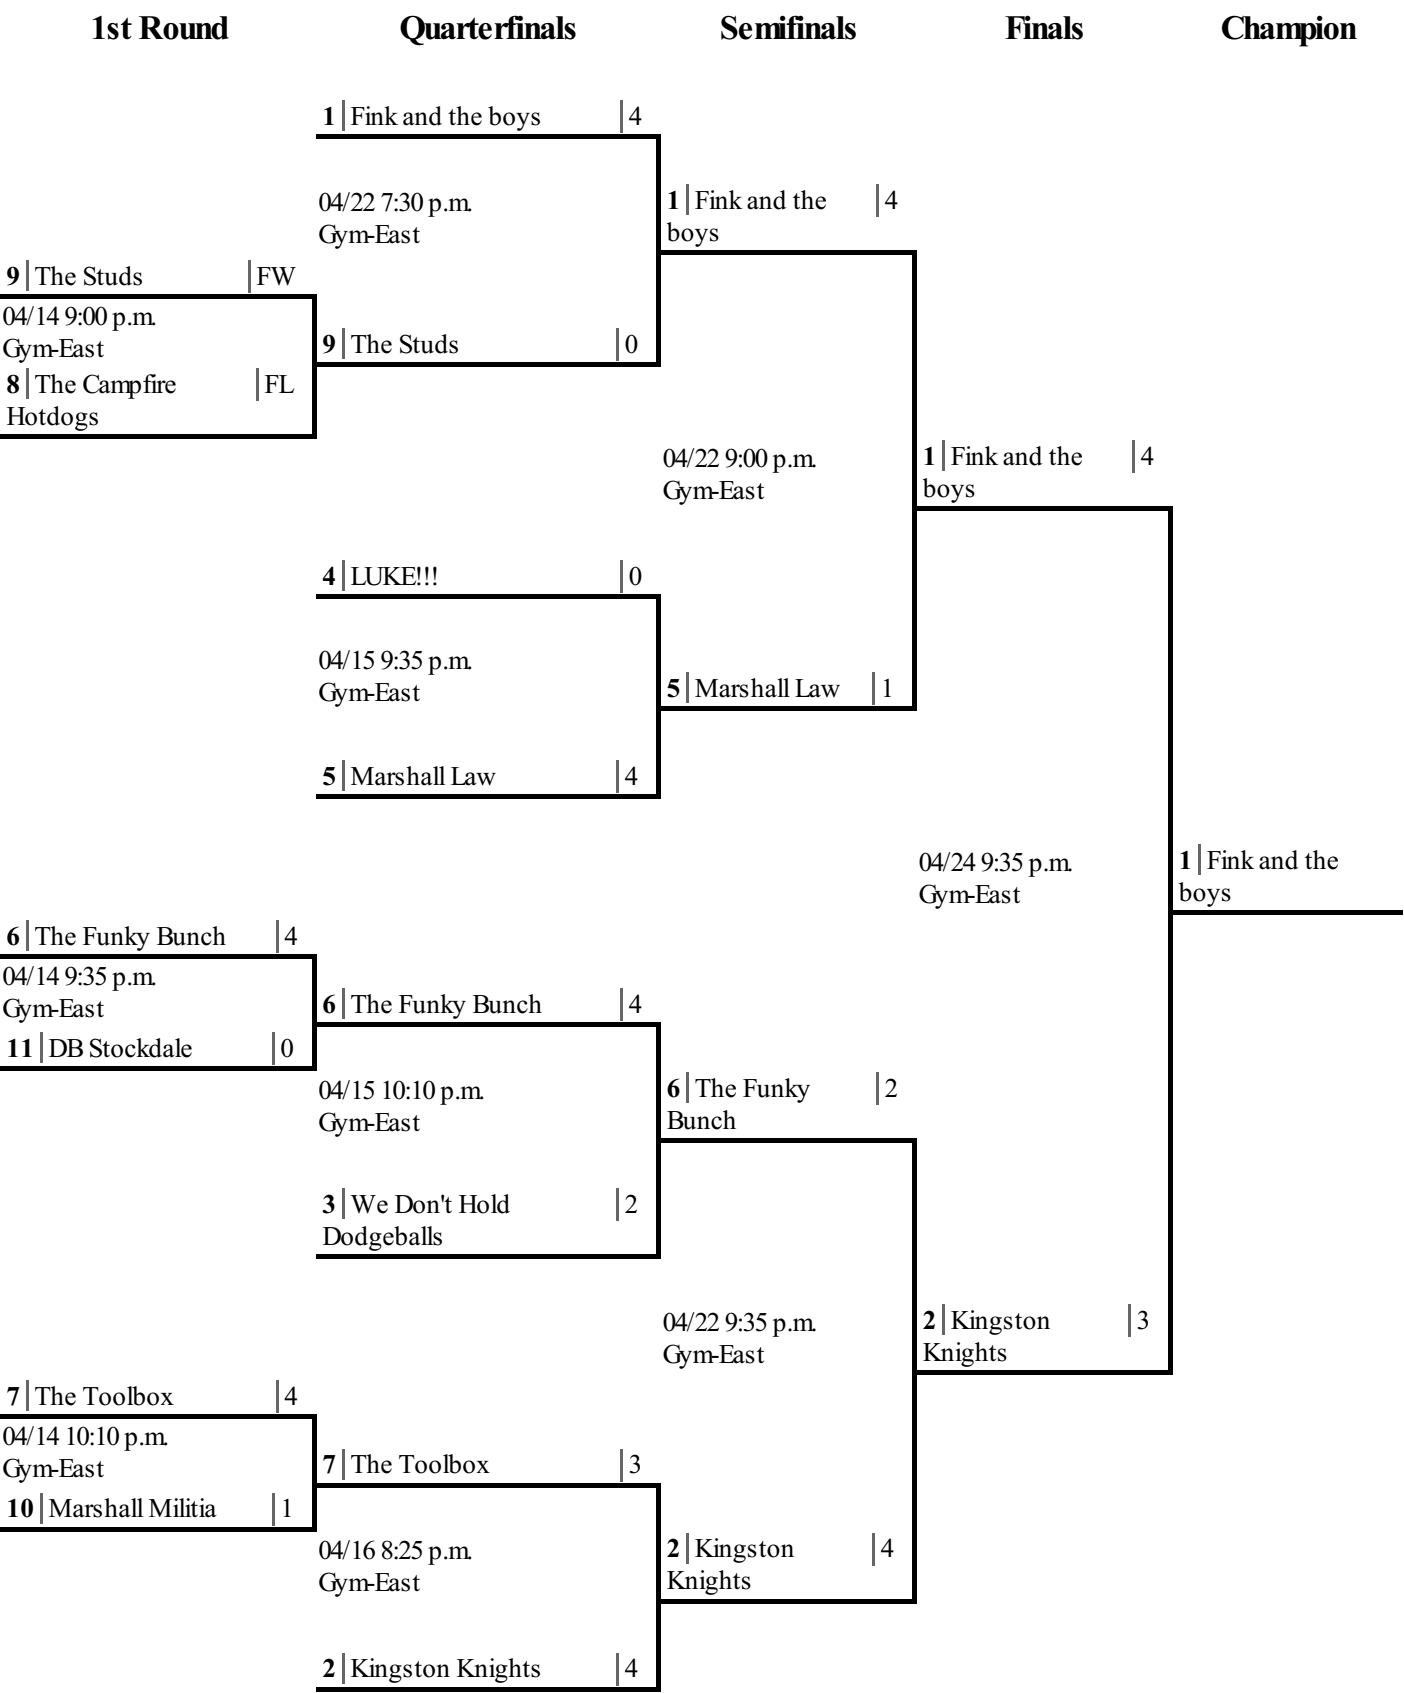 1st Round
Quarterfinals
Semifinals
Finals
Champion
1 Fink and the boys 4
04/22 7:30 p.m.
Gym-East
1 Fink and the 4
boys
9 The Studs FW
04/14 9:00 p.m.
Gym-East
9 The Studs 0
8 The Campfire FL
Hotdogs
04/22 9:00 p.m.
Gym-East
1 Fink and the 4
boys
4 LUKE!!! 0
04/15 9:35 p.m.
Gym-East
5 Marshall Law 1
5 Marshall Law 4
04/24 9:35 p.m.
Gym-East
1 Fink and the
boys
6 The Funky Bunch 4
04/14 9:35 p.m.
Gym-East
6 The Funky Bunch 4
11 DB Stockdale 0
04/15 10:10 p.m.
Gym-East
6 The Funky 2
Bunch
3 We Don't Hold 2
Dodgeballs
04/22 9:35 p.m.
Gym-East
2 Kingston 3
Knights
7 The Toolbox 4
04/14 10:10 p.m.
Gym-East
7 The Toolbox 3
10 Marshall Militia 1
04/16 8:25 p.m.
Gym-East
2 Kingston 4
Knights
2 Kingston Knights 4